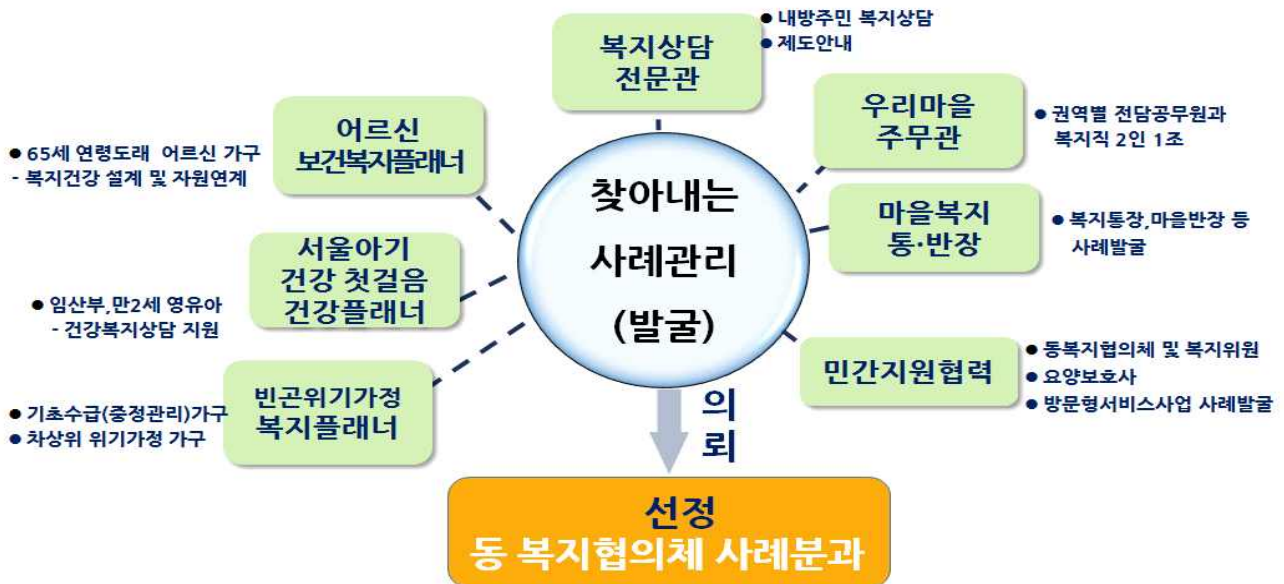 복지상담
전문관
● 내방주민 복지상담
● 제도안내
어르신
보건복지플래너
● 65세 연령도래 어르신 가구
- 복지건강 설계 및 자원연계
서울아기
건강 첫걸음
건강플래너
● 임산부,만2세 영유아
- 건강복지상담 지원
빈곤위기가정
복지플래너
● 기초수급(중정관리)가구
● 차상위 위기가정 가구
찾아내는
사례관리
(발굴)
우리마을
주무관
● 권역별 전담공무원과
복지직 2인 1조
마을복지
통·반장
● 복지통장,마을반장 등
사례발굴
민간지원협력
● 동복지협의체 및 복지위원
● 요양보호사
● 방문형서비스사업 사례발굴
의
뢰
선정
동 복지협의체 사례분과